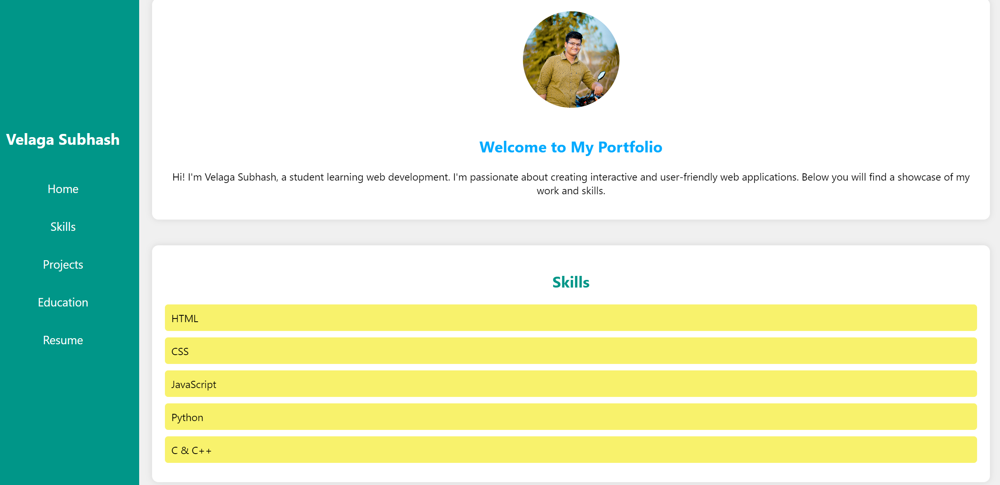 Velaga Subhash
Home
Skills
Projects
Education
Resume
Welcome to My Portfolio
Hi! I'm Velaga Subhash, a student learning web development. I'm passionate about creating interactive and user-friendly web applications. Below you will find a showcase of my
work and skills.
Skills
HTML
CSS
JavaScript
Python
C & C++